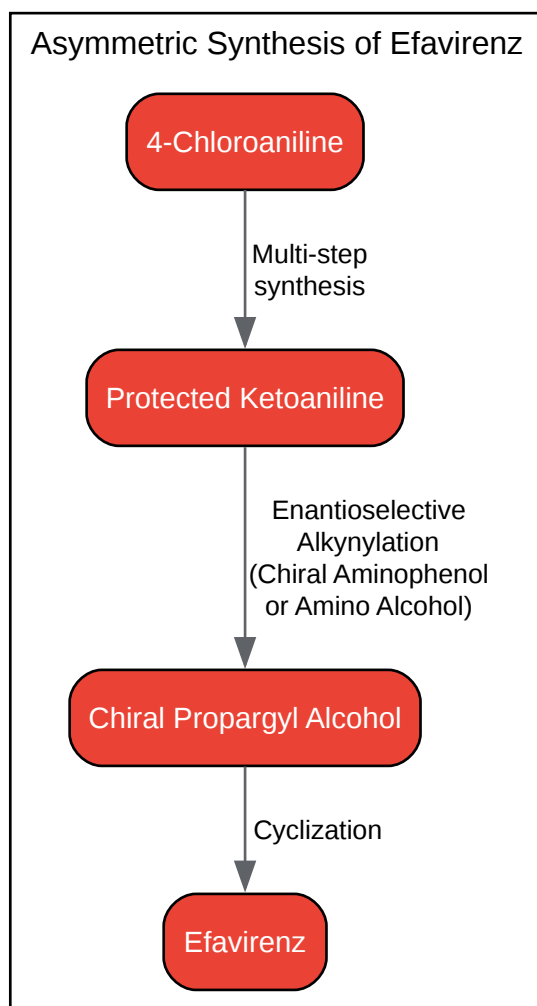 Asymmetric Synthesis of Efavirenz
4-Chloroaniline
Multi-step
synthesis
Protected Ketoaniline
Enantioselective
Alkynylation
(Chiral Aminophenol
or Amino Alcohol)
Chiral Propargyl Alcohol
Cyclization
Efavirenz